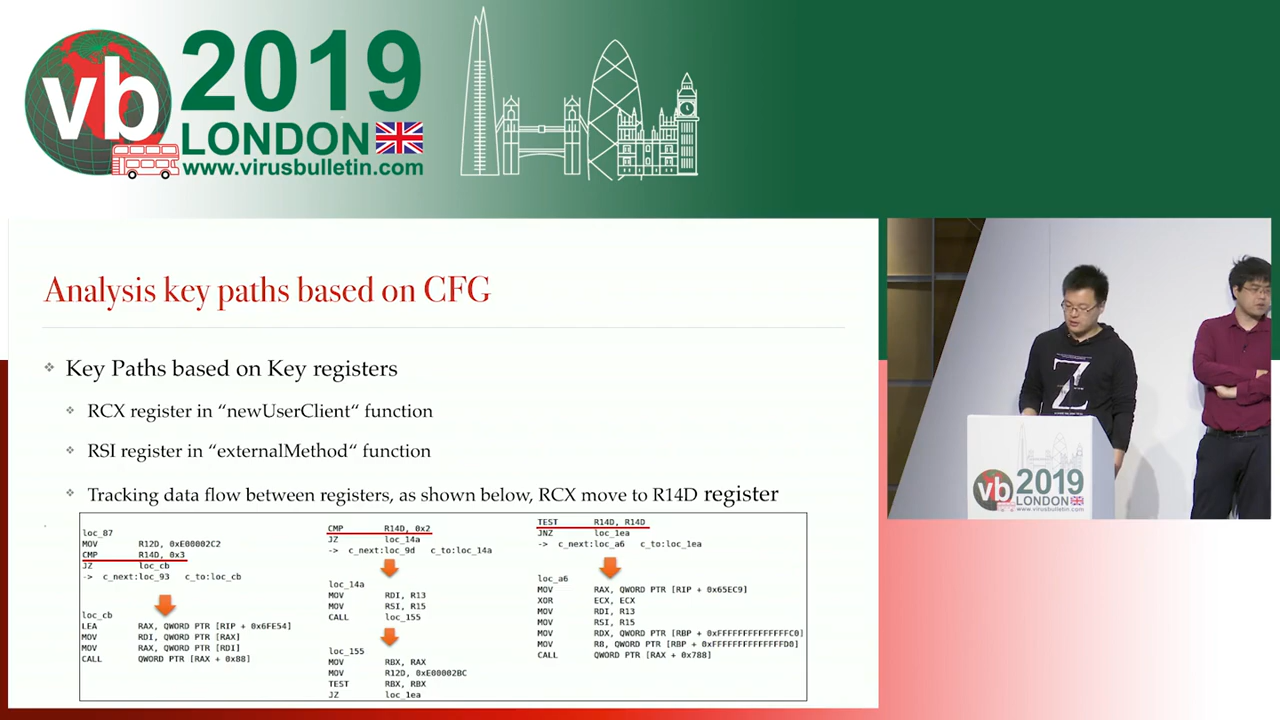 vb
2019
LONDON
www.virusbulletin.com
Analysis key paths based on CFG
❖ Key Paths based on Key registers
❖ RCX register in “newUserClient“ function
❖ RSI register in “externalMethod“ function
❖ Tracking data flow between registers, as shown below, RCX move to R14D register
loc_87
MOV R12D, 0xE00002C2
CMP R14D, 0x3
JZ loc_cb
-> c_next:loc_93 c_to:loc_cb
loc_cb
LEA RAX, QWORD PTR [RIP + 0x6FE54]
MOV RDI, QWORD PTR [RAX]
MOV RAX, QWORD PTR [RDI]
CALL QWORD PTR [RAX + 0x88]
CMP R14D, 0x2
JZ loc_14a
-> c_next:loc_9d c_to:loc_14a
loc_14a
MOV RDI, R13
MOV RSI, R15
CALL loc_155
loc_155
MOV RBX, RAX
MOV R12D, 0xE00002BC
TEST RBX, RBX
JZ loc_1ea
TEST R14D, R14D
JNZ loc_1ea
-> c_next:loc_a6 c_to:loc_1ea
loc_a6
MOV RAX, QWORD PTR [RIP + 0x65EC9]
XOR ECX, ECX
MOV RDI, R13
MOV RSI, R15
MOV RDX, QWORD PTR [RBP + 0xFFFFFFFFFFFFFFC0]
MOV R8, QWORD PTR [RBP + 0xFFFFFFFFFFFFFFD0]
CALL QWORD PTR [RAX + 0x788]
Z
vb
2019
LONDON
www.virusbulletin.com